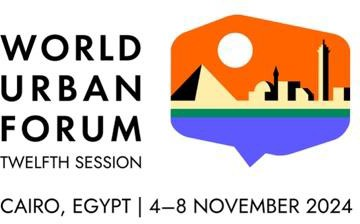 WORLD
URBAN
FORUM
TWELFTH SESSION
CAIRO, EGYPT | 4–8 NOVEMBER 2024